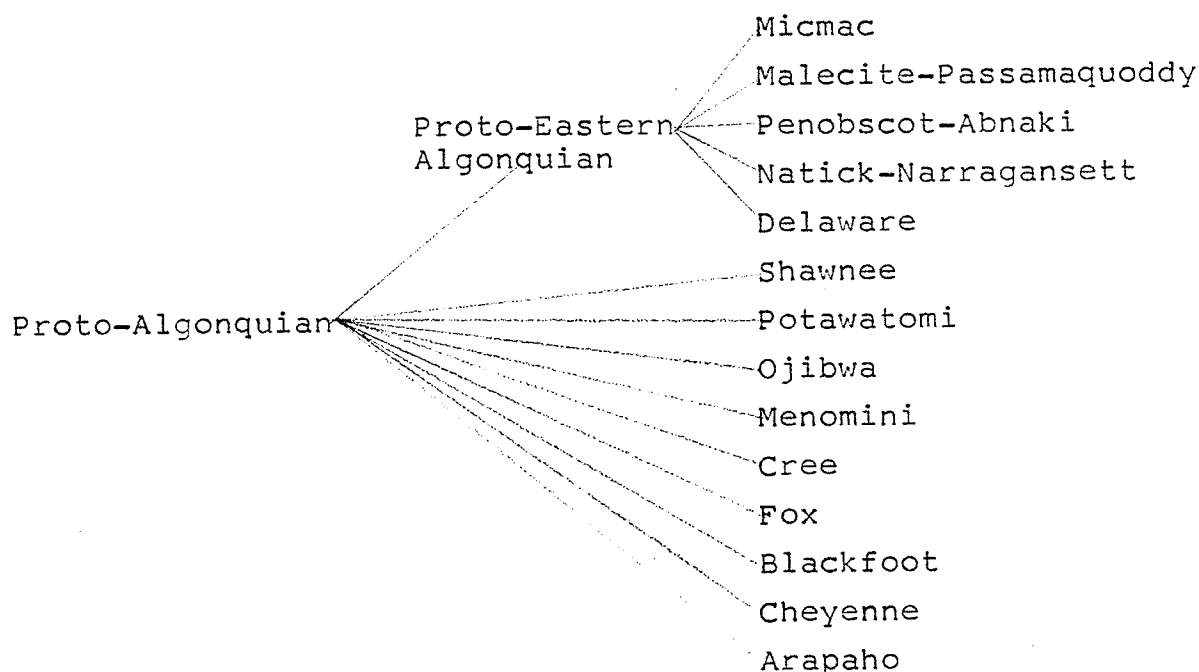 Micmac
Malecite-Passamaquoddy
Proto-Eastern
Algonquian
Penobscot-Abnaki
Natick-Narragansett
Delaware
Shawnee
Proto-Algonquian
Potawatomi
Ojibwa
Menomini
Cree
Fox
Blackfoot
Cheyenne
Arapaho